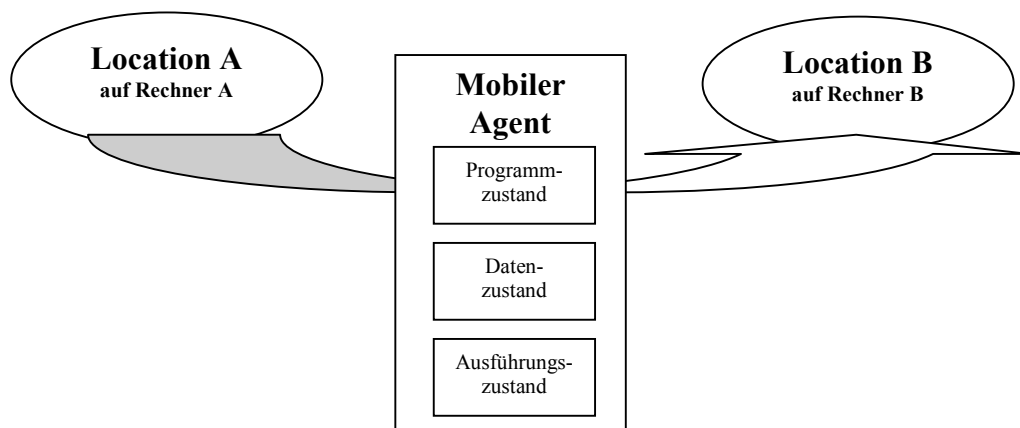 Location A
auf Rechner A
Mobiler
Agent
Programm-
zustand
Daten-
zustand
Ausführungs-
zustand
Location B
auf Rechner B